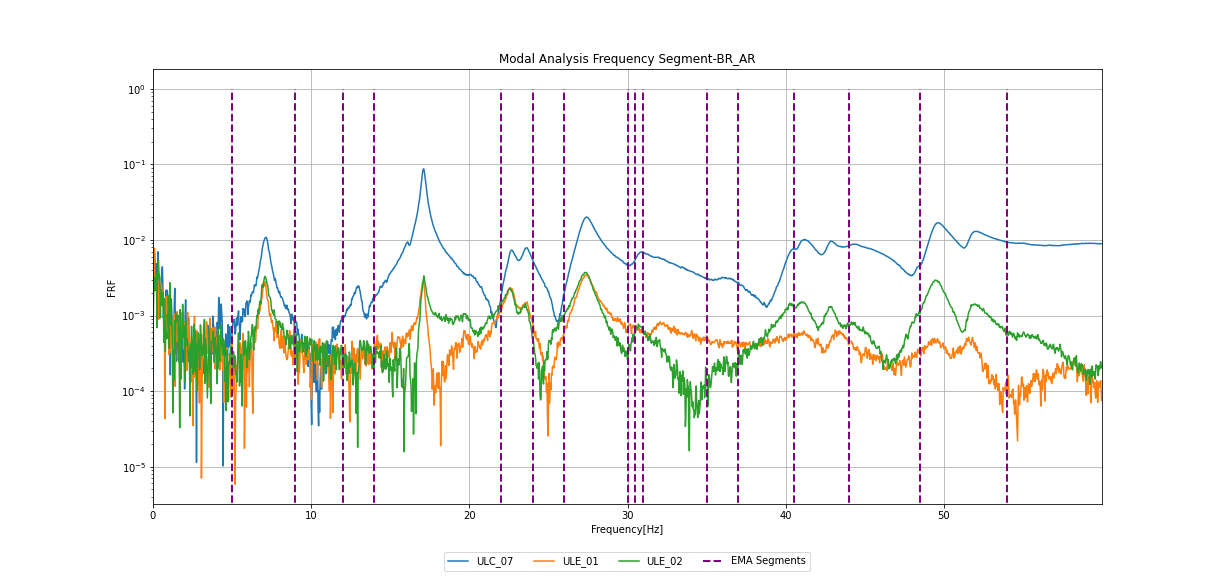 Modal Analysis Frequency Segment-BR_AR
10⁰
10⁻¹
10⁻²
10⁻³
10⁻⁴
10⁻⁵
FRF
0 10 20 30 40 50
Frequency[Hz]
ULC_07 ULE_01 ULE_02 EMA Segments